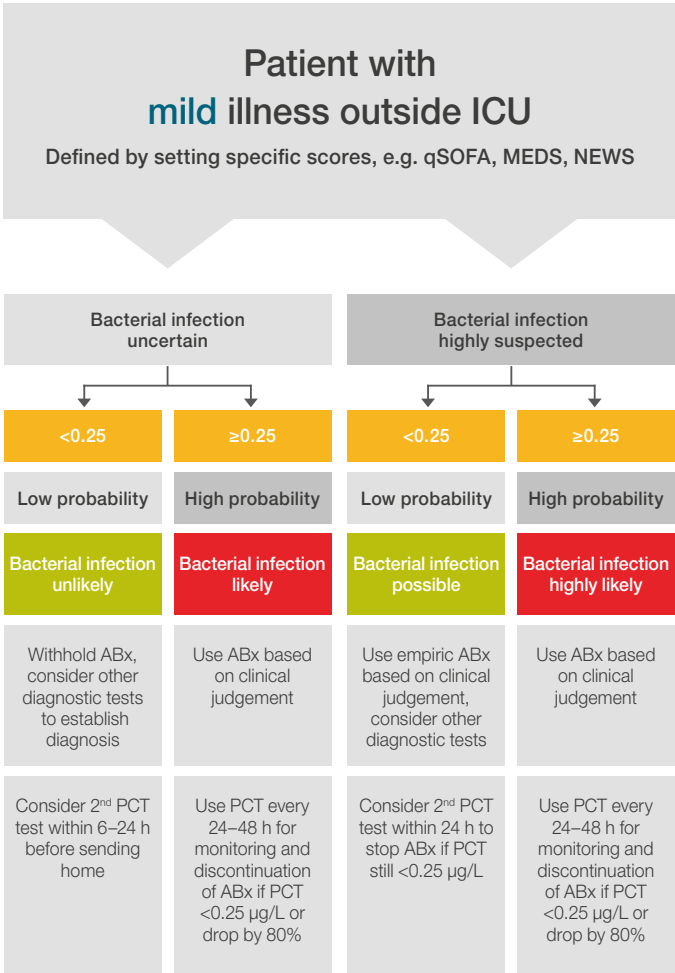 Patient with
mild illness outside ICU
Defined by setting specific scores, e.g. qSOFA, MEDS, NEWS
Bacterial infection
uncertain
Bacterial infection
highly suspected
<0.25
≥0.25
<0.25
≥0.25
Low probability
High probability
Low probability
High probability
Bacterial infection
unlikely
Bacterial infection
likely
Bacterial infection
possible
Bacterial infection
highly likely
Withhold ABx,
consider other
diagnostic tests
to establish
diagnosis
Use ABx based
on clinical
judgement
Use empiric ABx
based on clinical
judgement,
consider other
diagnostic tests
Use ABx based
on clinical
judgement
Consider 2nd PCT
test within 6–24 h
before sending
home
Use PCT every
24–48 h for
monitoring and
discontinuation
of ABx if PCT
<0.25 µg/L or
drop by 80%
Consider 2nd PCT
test within 24 h to
stop ABx if PCT
still <0.25 µg/L
Use PCT every
24–48 h for
monitoring and
discontinuation
of ABx if PCT
<0.25 µg/L or
drop by 80%